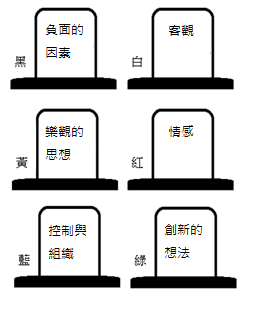 負面的
因素
黑
客觀
白
樂觀的
思想
黃
情感
紅
控制與
組織
藍
創新的
想法
綠